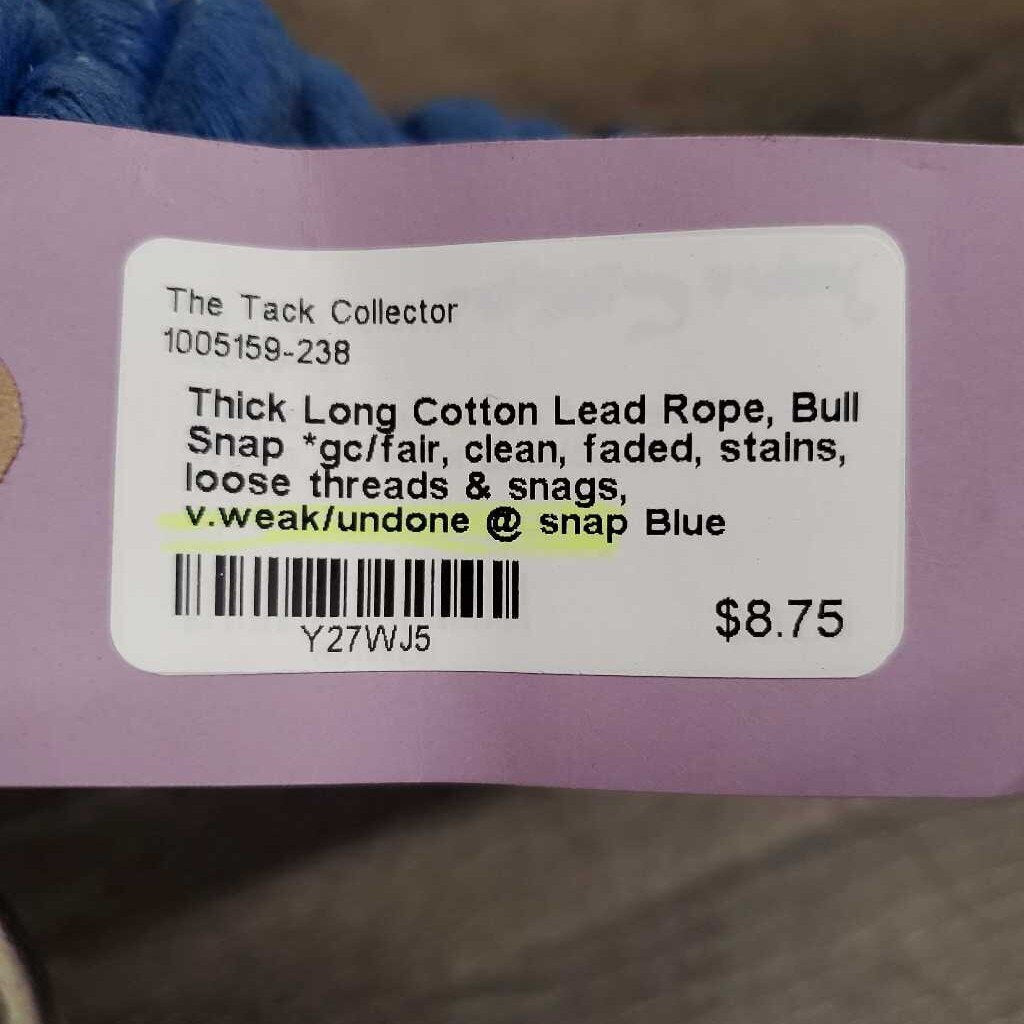 The Tack Collector
1005159-238
Thick Long Cotton Lead Rope, Bull
Snap *gc/fair, clean, faded, stains,
loose threads & snags,
v.weak/undone @ snap Blue
Y27WJ5
$8.75